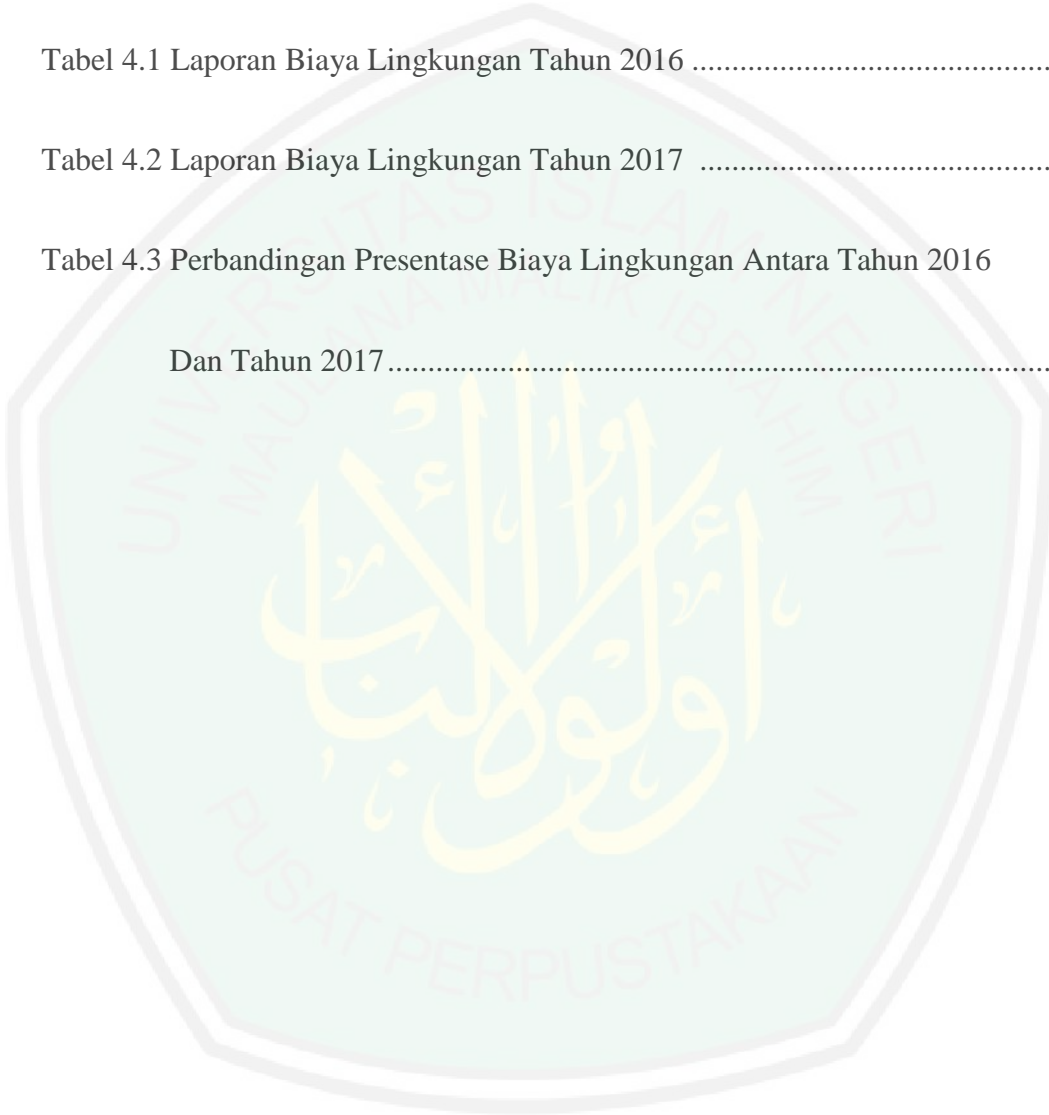 Tabel 4.1 Laporan Biaya Lingkungan Tahun 2016 .............................................
Tabel 4.2 Laporan Biaya Lingkungan Tahun 2017 ............................................
Tabel 4.3 Perbandingan Presentase Biaya Lingkungan Antara Tahun 2016
Dan Tahun 2017...................................................................................
UNIVERSITAS ISLAM NEGERI
MAULANA MALIK IBRAHIM
أولوا الألباب
PUSAT PERPUSTAKAAN